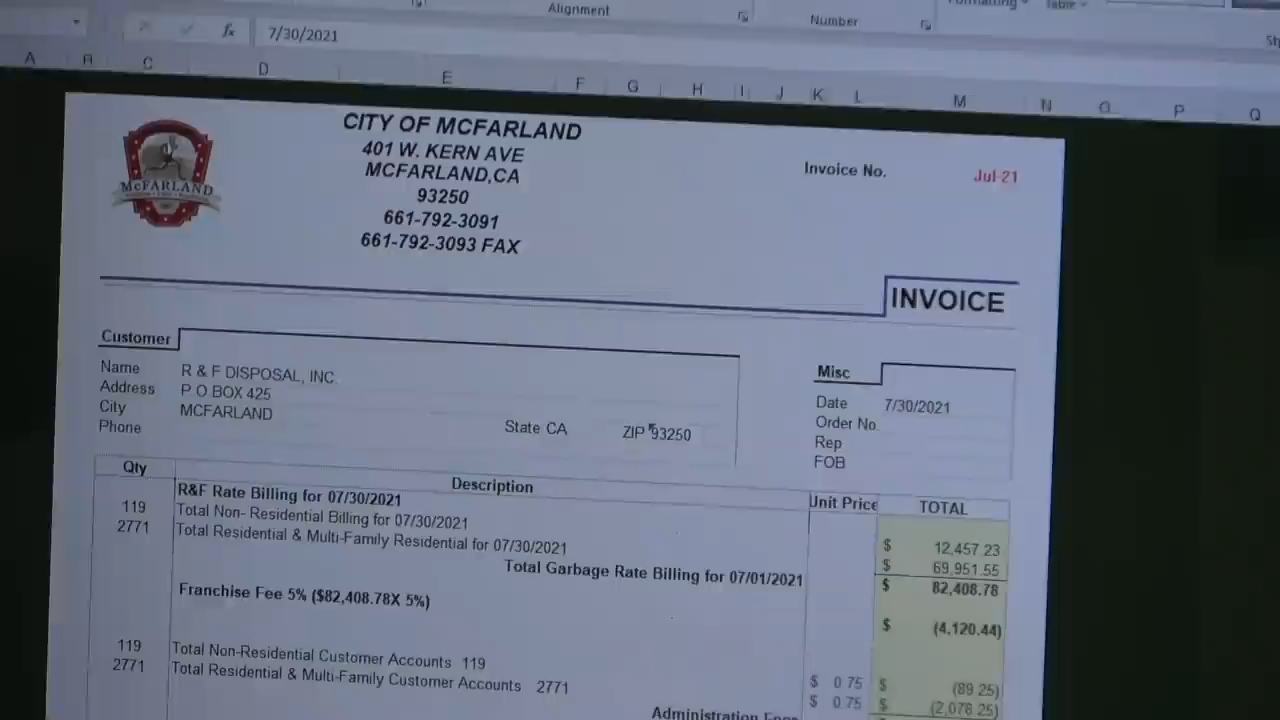 Alignment
Number
Formatting
Table
fx 7/30/2021
A B C D E F G H I J K L M N O P Q
CITY OF MCFARLAND
401 W. KERN AVE
MCFARLAND,CA
93250
661-792-3091
661-792-3093 FAX
McFARLAND
Invoice No. Jul-21
INVOICE
Customer
Name R & F DISPOSAL, INC.
Address P O BOX 425
City MCFARLAND
State CA ZIP 93250
Phone
Misc
Date 7/30/2021
Order No.
Rep
FOB
Qty Description Unit Price TOTAL
R&F Rate Billing for 07/30/2021
119 Total Non- Residential Billing for 07/30/2021 $ 12,457.23
2771 Total Residential & Multi-Family Residential for 07/30/2021 $ 69,951.55
Total Garbage Rate Billing for 07/01/2021 $ 82,408.78
Franchise Fee 5% ($82,408.78X 5%) $ (4,120.44)
119 Total Non-Residential Customer Accounts 119 $ 0.75 $ (89.25)
2771 Total Residential & Multi-Family Customer Accounts 2771 $ 0.75 $ (2,078.25)
Administration Fees